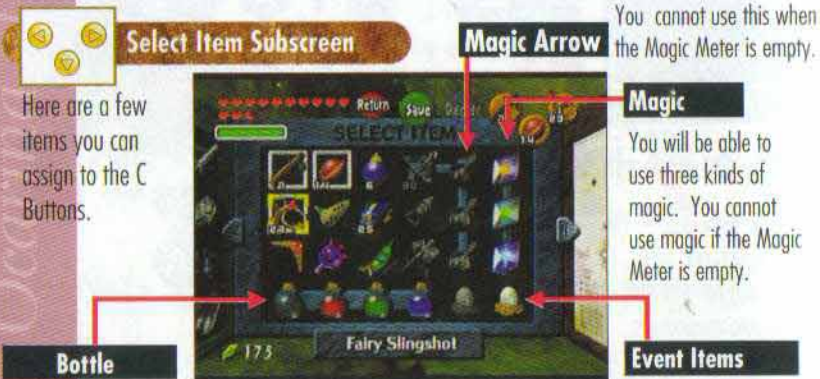 Select Item Subscreen
Here are a few
items you can
assign to the C
Buttons.
Magic Arrow
You cannot use this when
the Magic Meter is empty.
Magic
You will be able to
use three kinds of
magic. You cannot
use magic if the Magic
Meter is empty.
Return
Save
SELECT ITEM
Fairy Slingshot
175
Bottle
Event Items